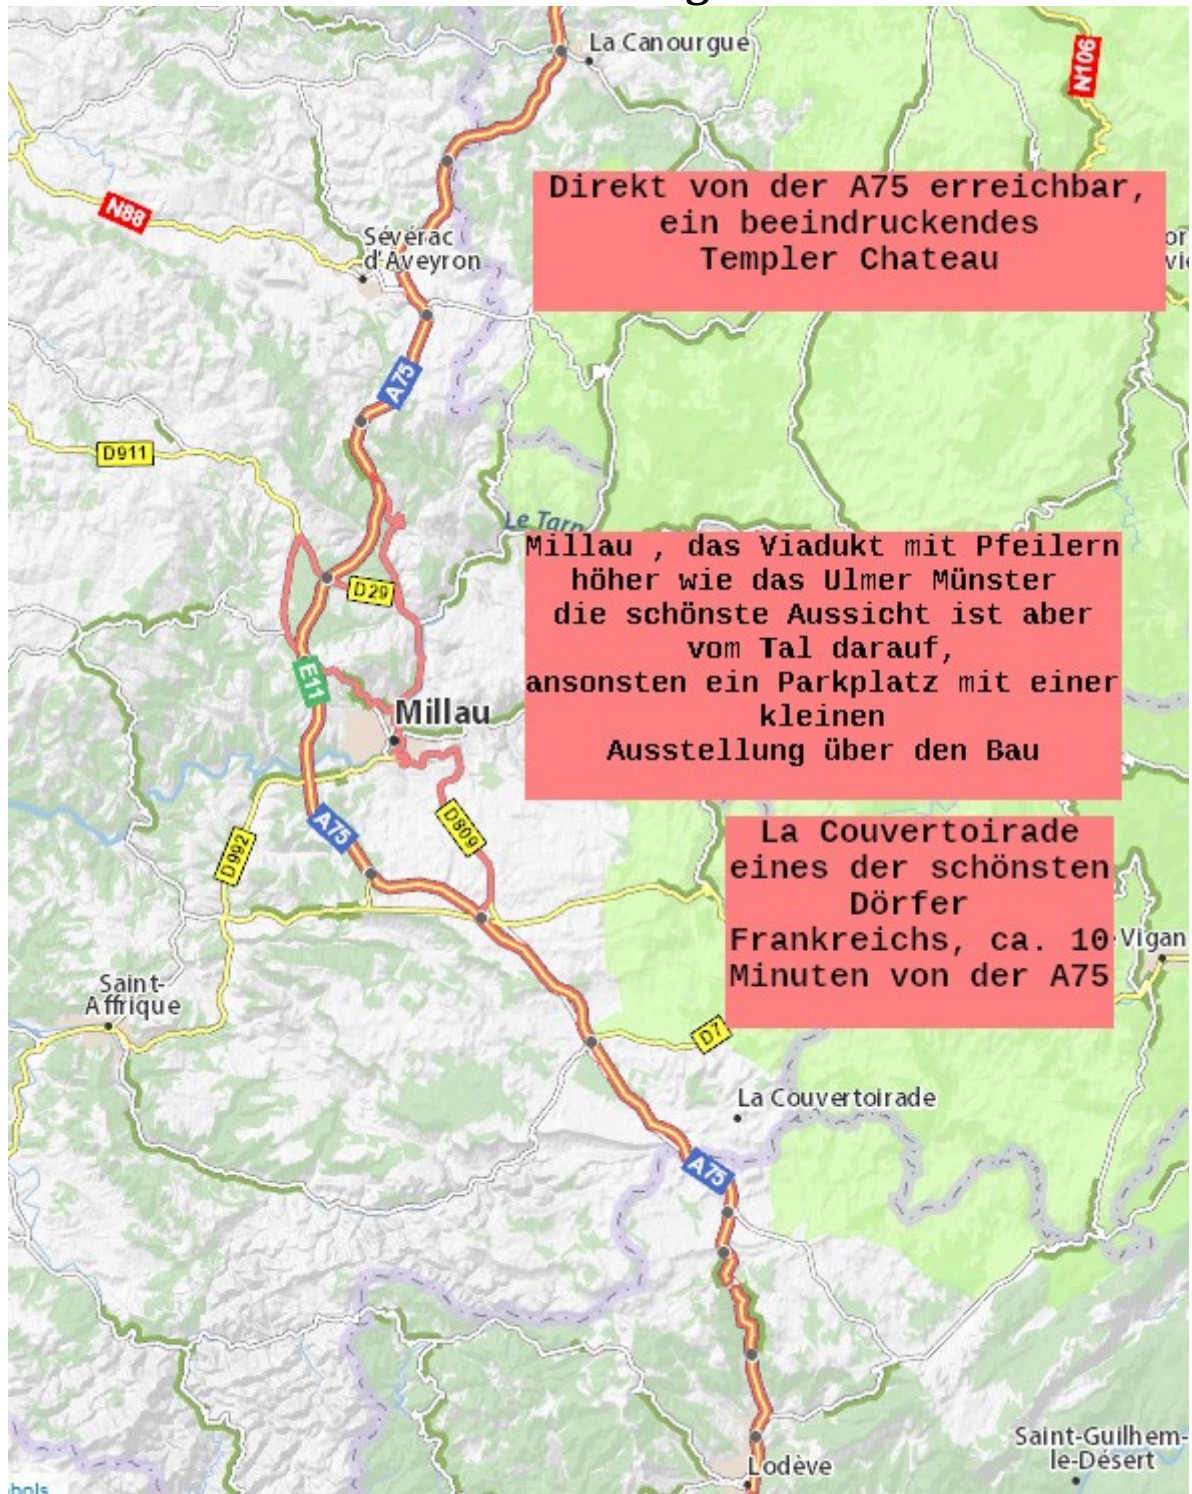 g
La Canourgue
N106
Direkt von der A75 erreichbar,
ein beeindruckendes
Templer Chateau
N88
Sévérac
d'Aveyron
or
vie
A75
D911
Le Tarn
Millau , das Viadukt mit Pfeilern
höher wie das Ulmer Münster
die schönste Aussicht ist aber
vom Tal darauf,
ansonsten ein Parkplatz mit einer
kleinen
Ausstellung über den Bau
D29
E11
Millau
A75
D809
D992
La Couvertoirade
eines der schönsten
Dörfer
Frankreichs, ca. 10
Minuten von der A75
Vigan
Saint-
Affrique
D7
La Couvertoirade
A75
Saint-Guilhem-
le-Désert
Lodève
bols